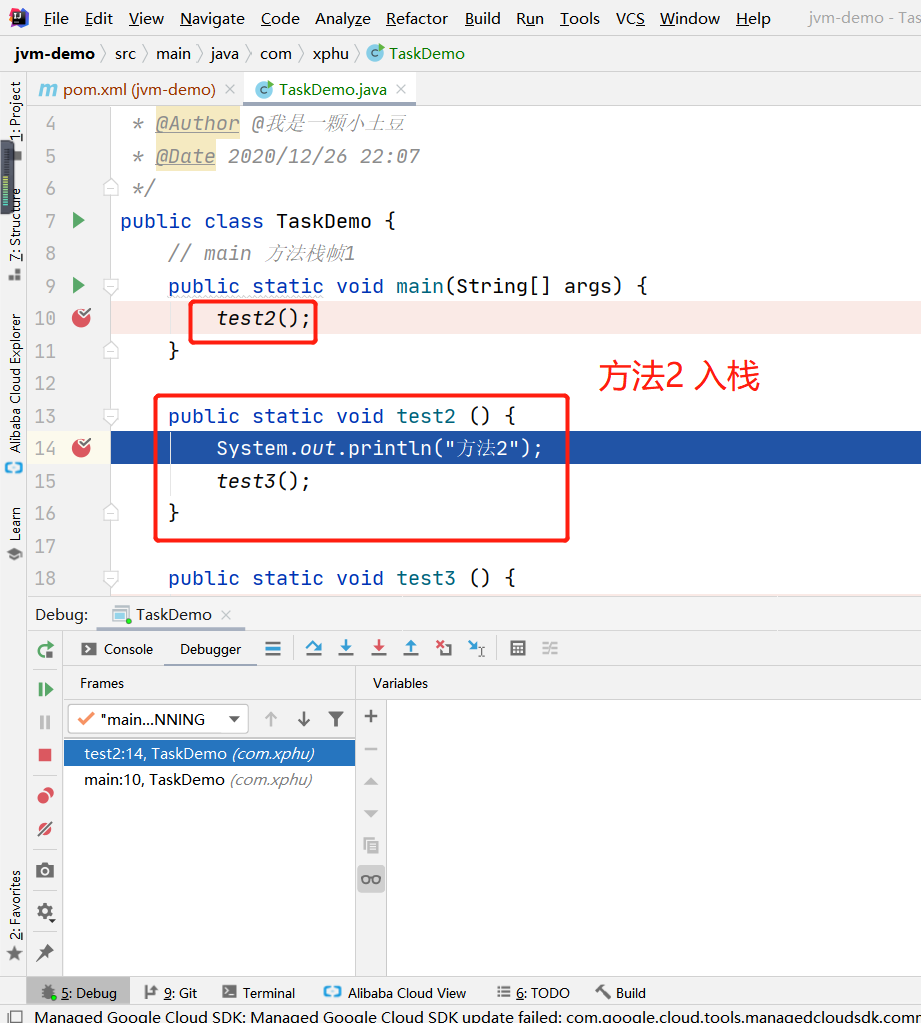 File Edit View Navigate Code Analyze Refactor Build Run Tools VCS Window Help jvm-demo - Tas
jvm-demo src main java com xphu TaskDemo
pom.xml (jvm-demo) TaskDemo.java
1: Project
7: Structure
Alibaba Cloud Explorer
Learn
2: Favorites
4 * @Author @我是一颗小土豆
5 * @Date 2020/12/26 22:07
6 */
7 public class TaskDemo {
8 // main 方法栈帧1
9 public static void main(String[] args) {
10 test2();
11 }
12
方法2 入栈
13 public static void test2 () {
14 System.out.println("方法2");
15 test3();
16 }
17
18 public static void test3 () {
Debug: TaskDemo
Console Debugger
Frames Variables
"main...NNING
test2:14, TaskDemo (com.xphu)
main:10, TaskDemo (com.xphu)
5: Debug 9: Git Terminal Alibaba Cloud View 6: TODO Build
Managed Google Cloud SDK: Managed Google Cloud SDK update failed: com.google.cloud.tools.managedcloudsdk.comm